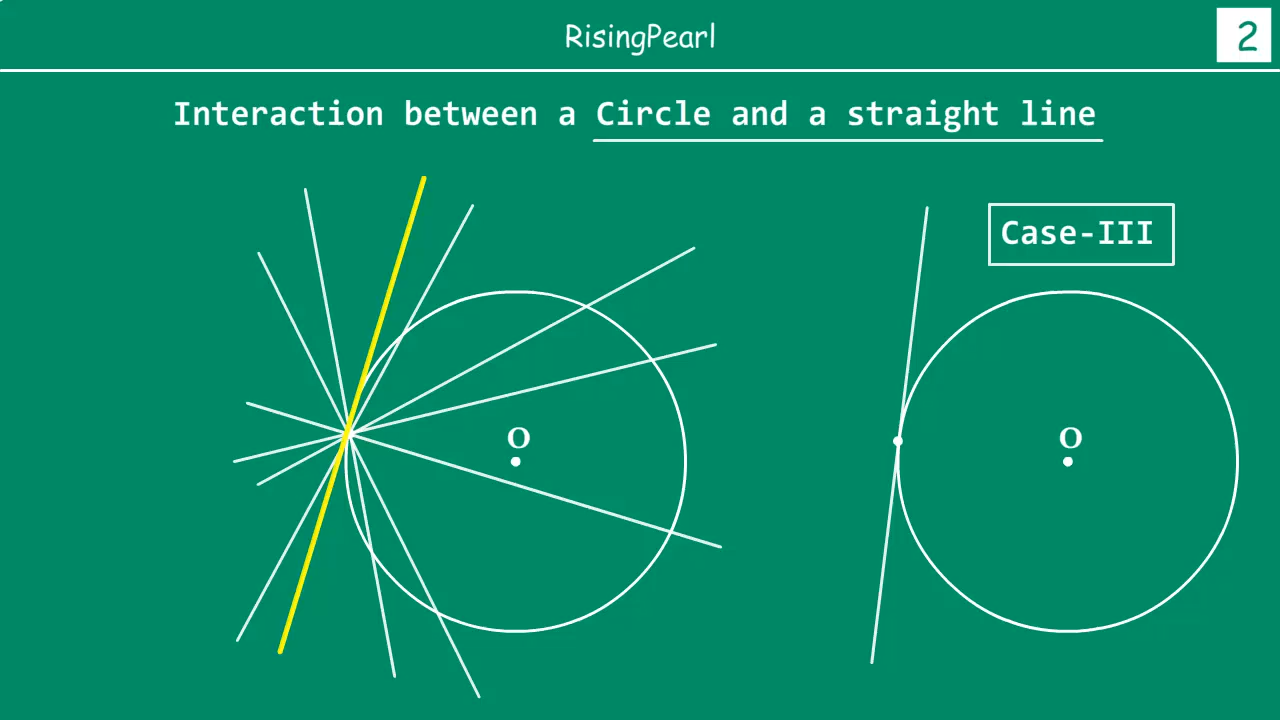 RisingPearl
2
Interaction between a Circle and a straight line
Case-III
O
O